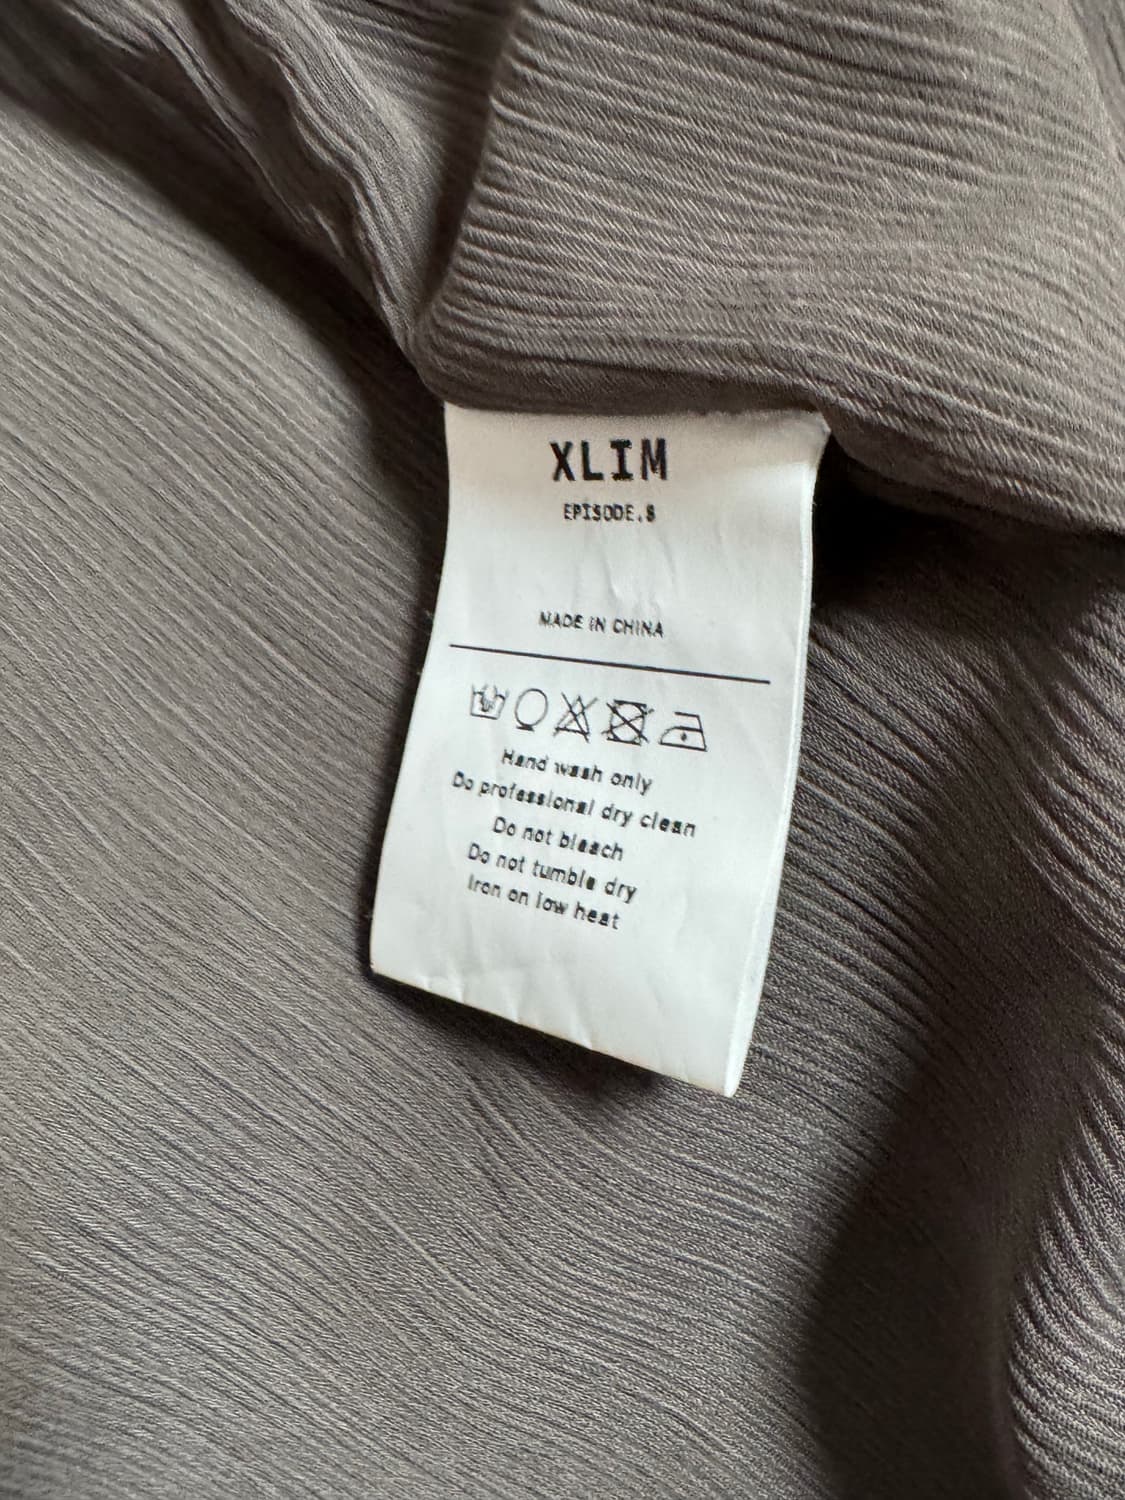 XLIM
EPISODE.8
MADE IN CHINA
Hand wash only
Do professional dry clean
Do not bleach
Do not tumble dry
Iron on low heat